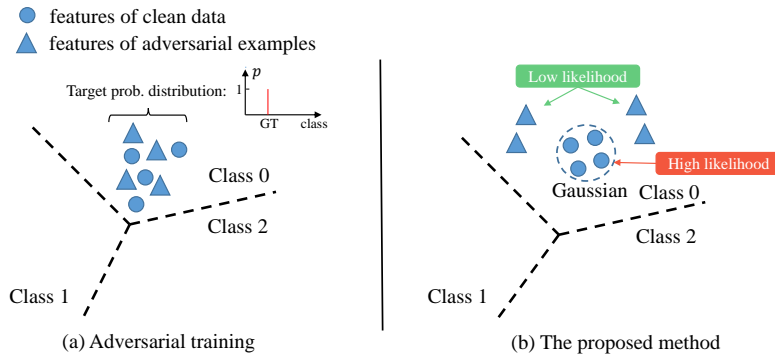 features of clean data
features of adversarial examples
Target prob. distribution:
p
1
GT
class
Class 0
Class 2
Class 1
(a) Adversarial training
Low likelihood
High likelihood
Gaussian
Class 0
Class 2
Class 1
(b) The proposed method